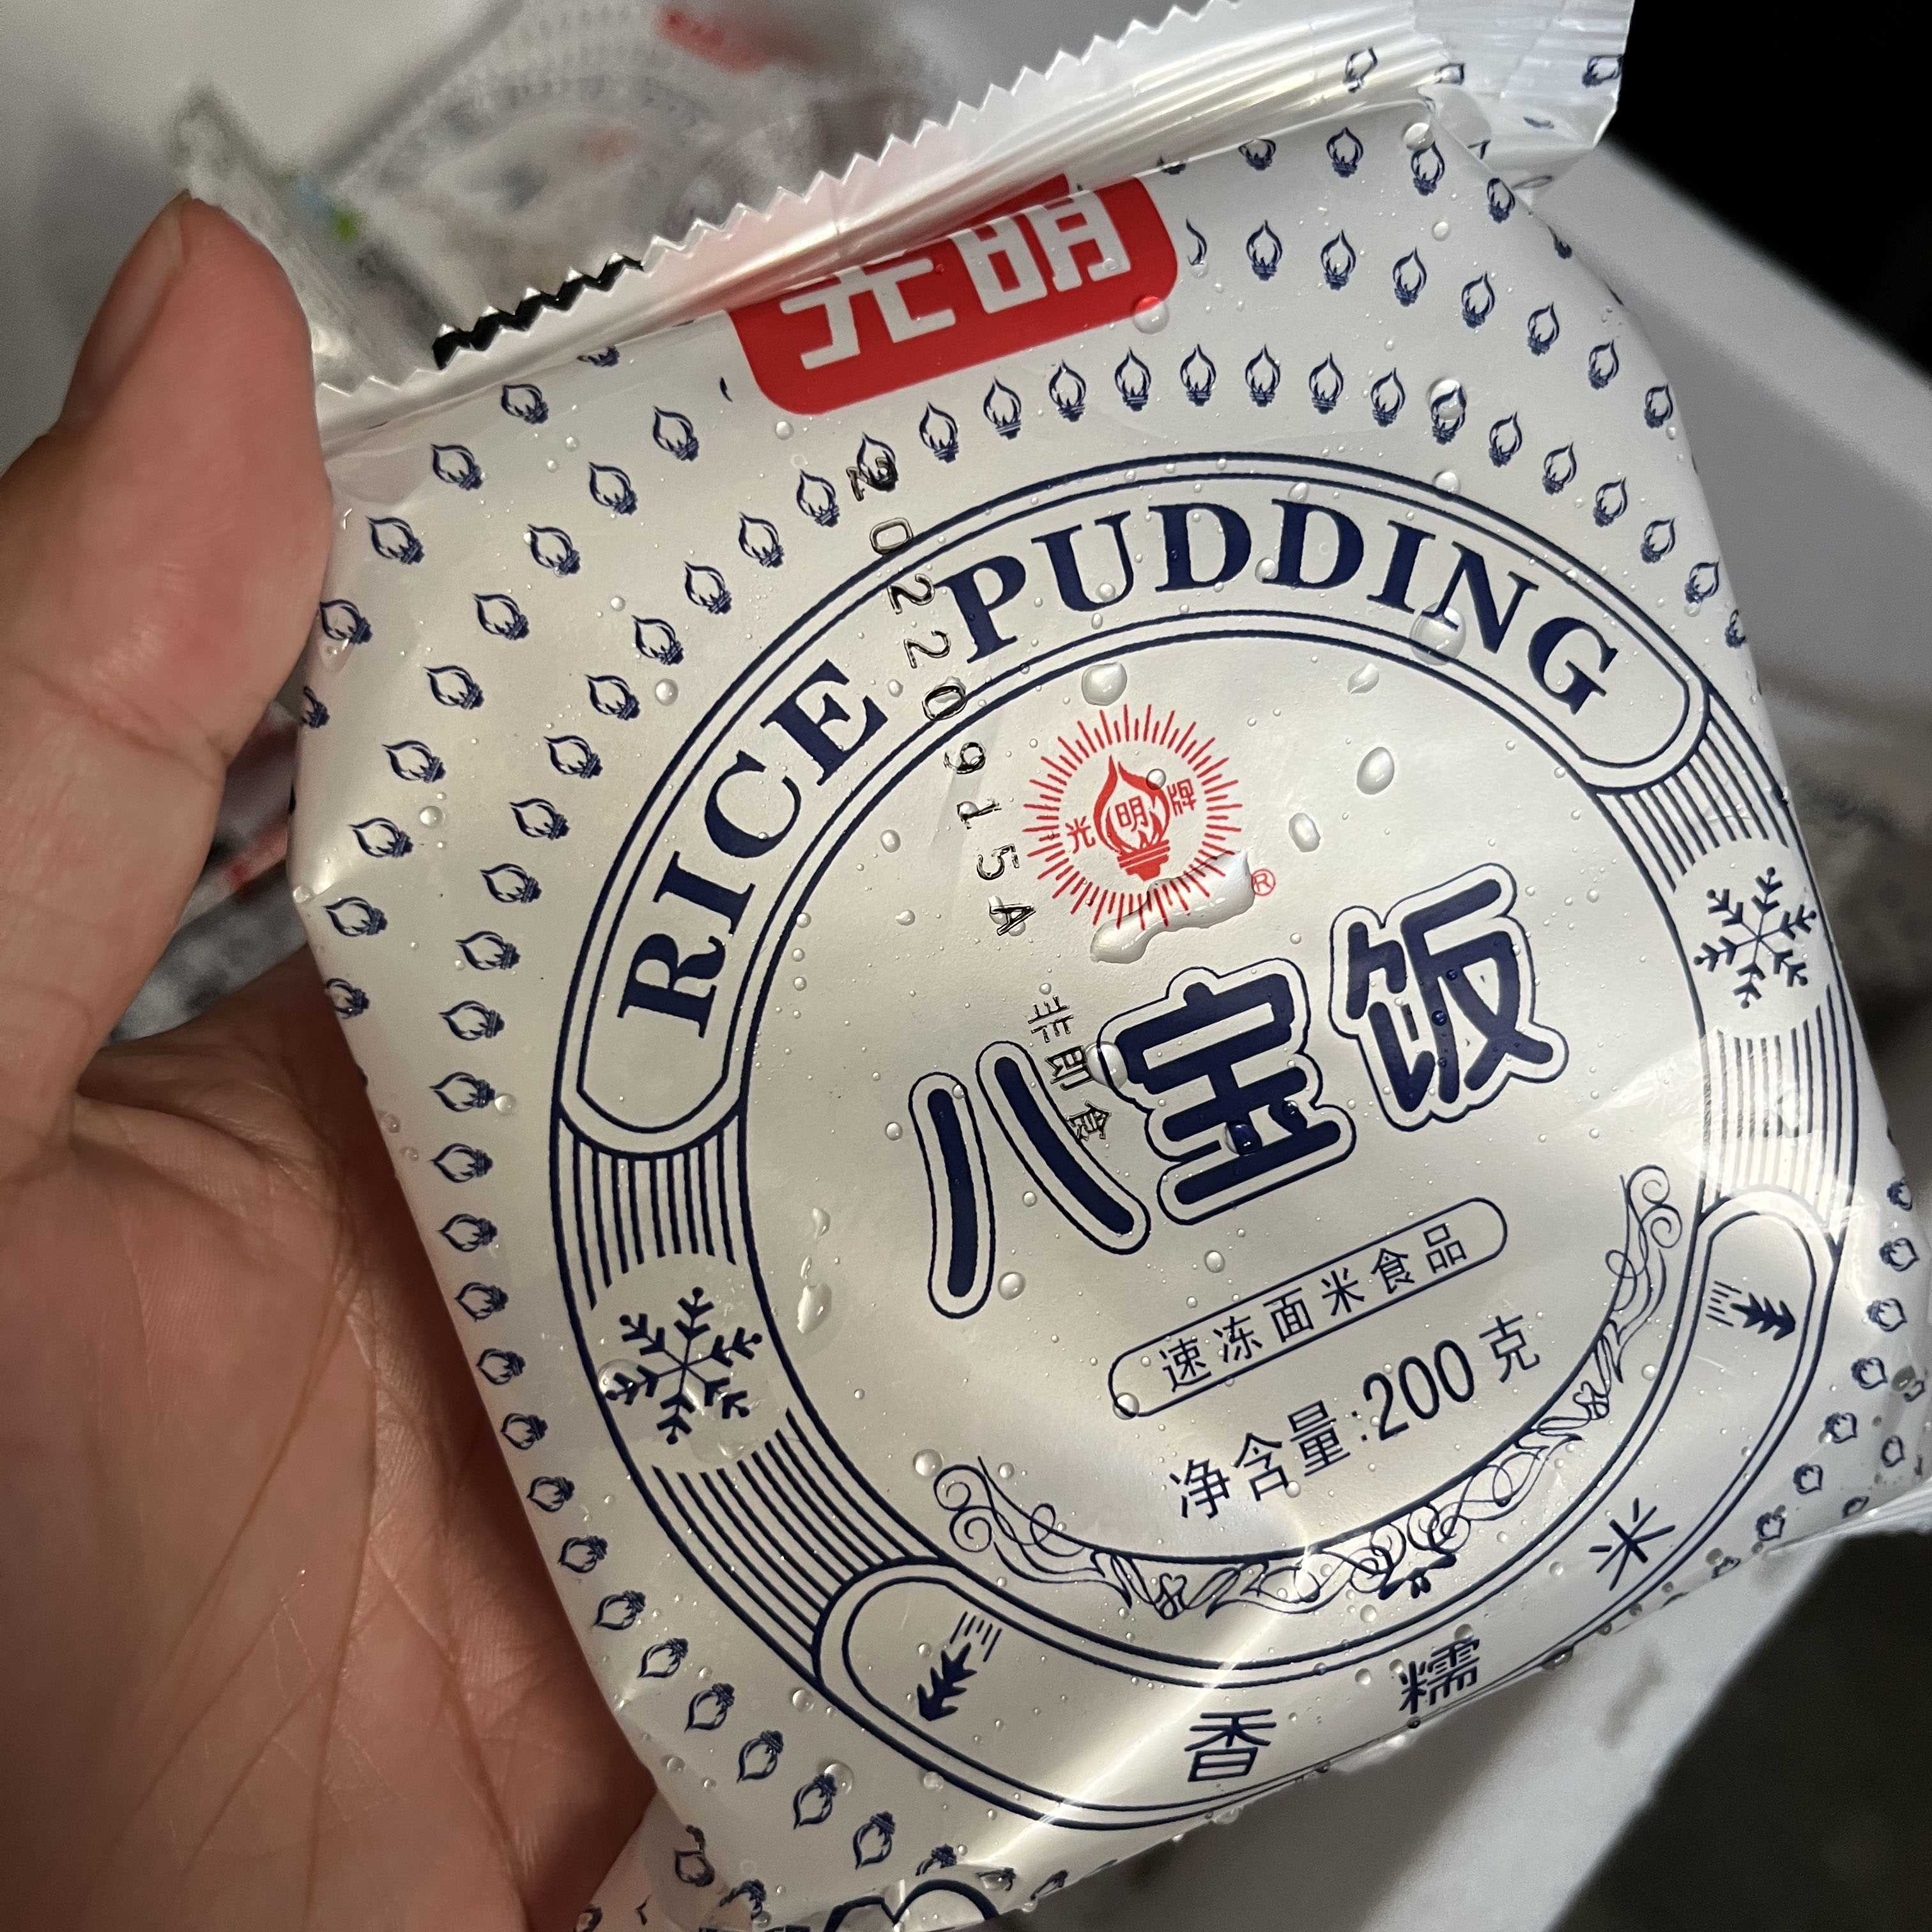 光明
RICE PUDDING
20220915A
光明牌
®
非即食
八宝饭
速冻面米食品
净含量:200克
香糯米